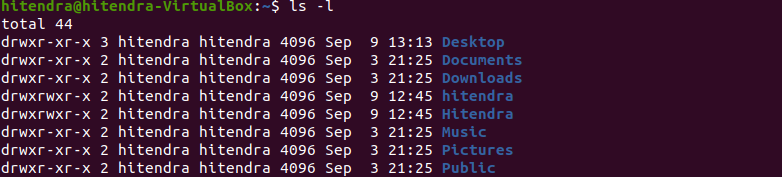 hitendra@hitendra-VirtualBox:~$ ls -l
total 44
drwxr-xr-x 3 hitendra hitendra 4096 Sep  9 13:13 Desktop
drwxr-xr-x 2 hitendra hitendra 4096 Sep  3 21:25 Documents
drwxr-xr-x 2 hitendra hitendra 4096 Sep  3 21:25 Downloads
drwxrwxr-x 2 hitendra hitendra 4096 Sep  9 12:45 hitendra
drwxr-xr-x 2 hitendra hitendra 4096 Sep  9 12:45 Hitendra
drwxr-xr-x 2 hitendra hitendra 4096 Sep  3 21:25 Music
drwxr-xr-x 2 hitendra hitendra 4096 Sep  3 21:25 Pictures
drwxr-xr-x 2 hitendra hitendra 4096 Sep  3 21:25 Public